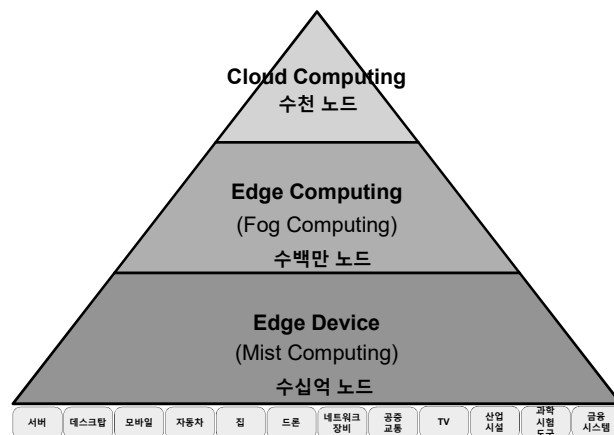 Cloud Computing
수천 노드
Edge Computing
(Fog Computing)
수백만 노드
Edge Device
(Mist Computing)
수십억 노드
서버 데스크탑 모바일 자동차 집 드론 네트워크 장비 공중 교통 TV 산업 시설 과학 시험 도구 금융 시스템